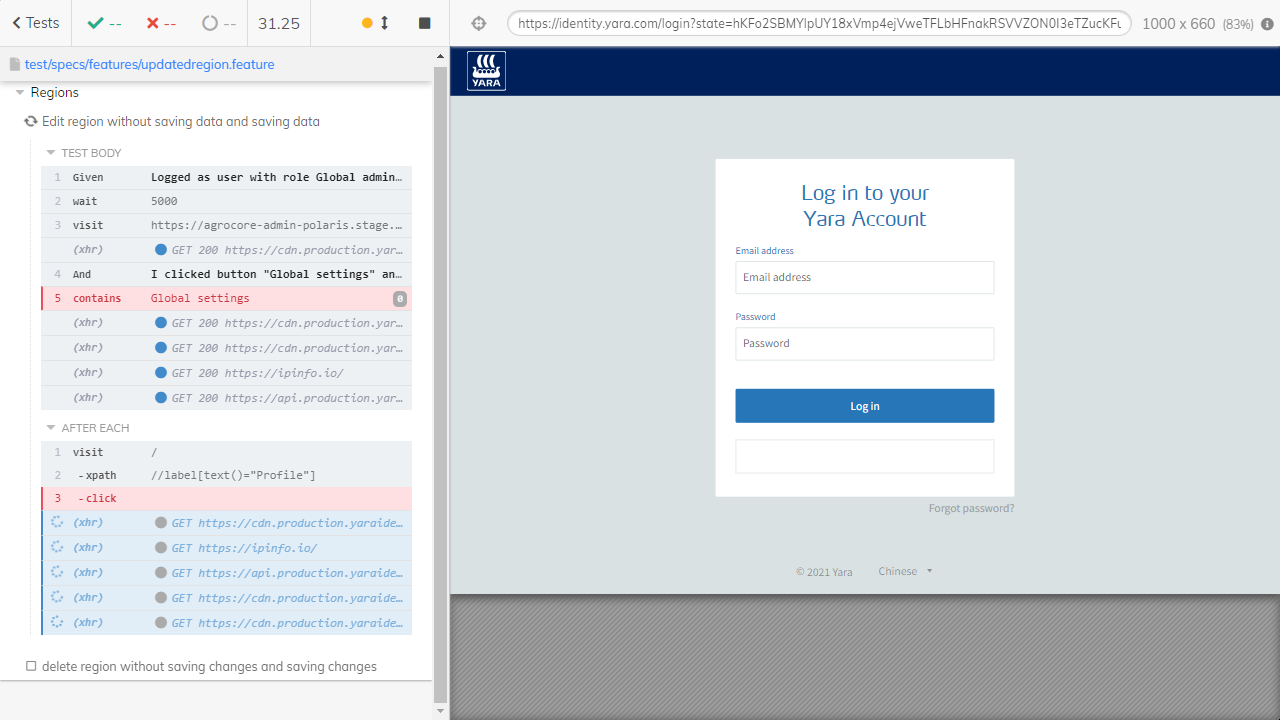 Tests
--
--
--
31.25
https://identity.yara.com/login?state=hKFo2SBMYlpUY18xVmp4ejVweTFLbHFnakRSVVZON0l3eTZucKFu
1000 x 660 (83%)
test/specs/features/updatedregion.feature
Regions
Edit region without saving data and saving data
TEST BODY
1 Given Logged as user with role Global admin…
2 wait 5000
3 visit https://agrocore-admin-polaris.stage.…
(xhr) GET 200 https://cdn.production.yar…
4 And I clicked button "Global settings" an…
5 contains Global settings 0
(xhr) GET 200 https://cdn.production.yar…
(xhr) GET 200 https://cdn.production.yar…
(xhr) GET 200 https://ipinfo.io/
(xhr) GET 200 https://api.production.yar…
AFTER EACH
1 visit /
2 -xpath //label[text()="Profile"]
3 -click
(xhr) GET https://cdn.production.yaraide…
(xhr) GET https://ipinfo.io/
(xhr) GET https://api.production.yaraide…
(xhr) GET https://cdn.production.yaraide…
(xhr) GET https://cdn.production.yaraide…
delete region without saving changes and saving changes
YARA
Log in to your
Yara Account
Email address
Email address
Password
Password
Log in
Forgot password?
© 2021 Yara Chinese